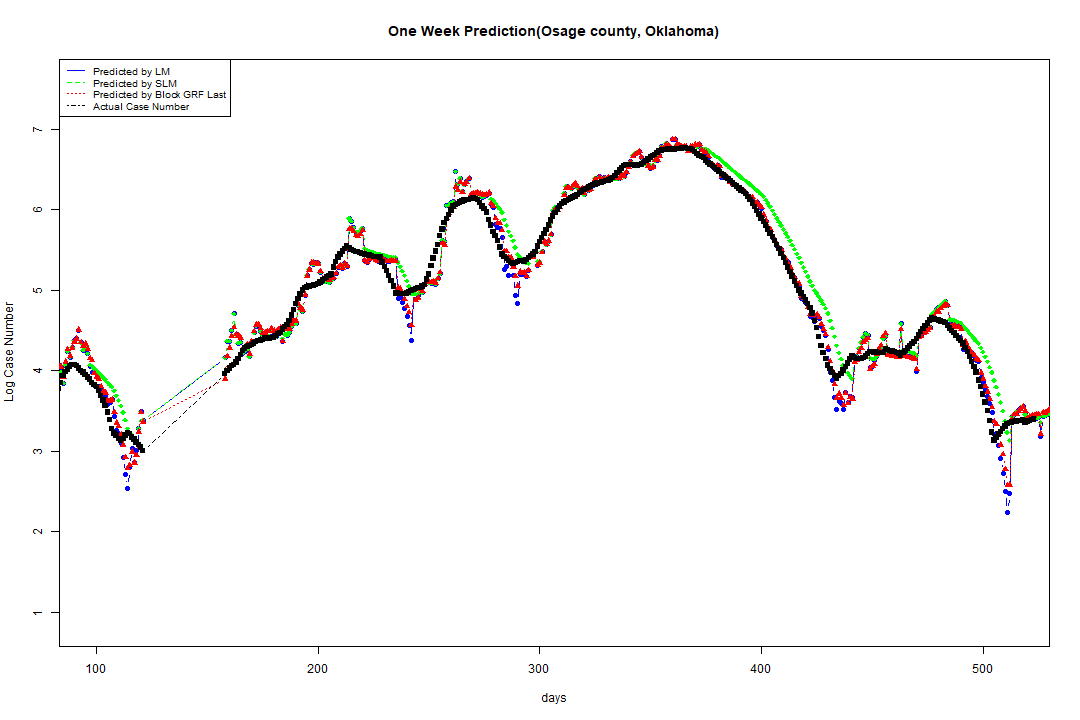 One Week Prediction(Osage county, Oklahoma)
Predicted by LM
Predicted by SLM
Predicted by Block GRF Last
Actual Case Number
Log Case Number
7
6
5
4
3
2
1
100 200 300 400 500
days